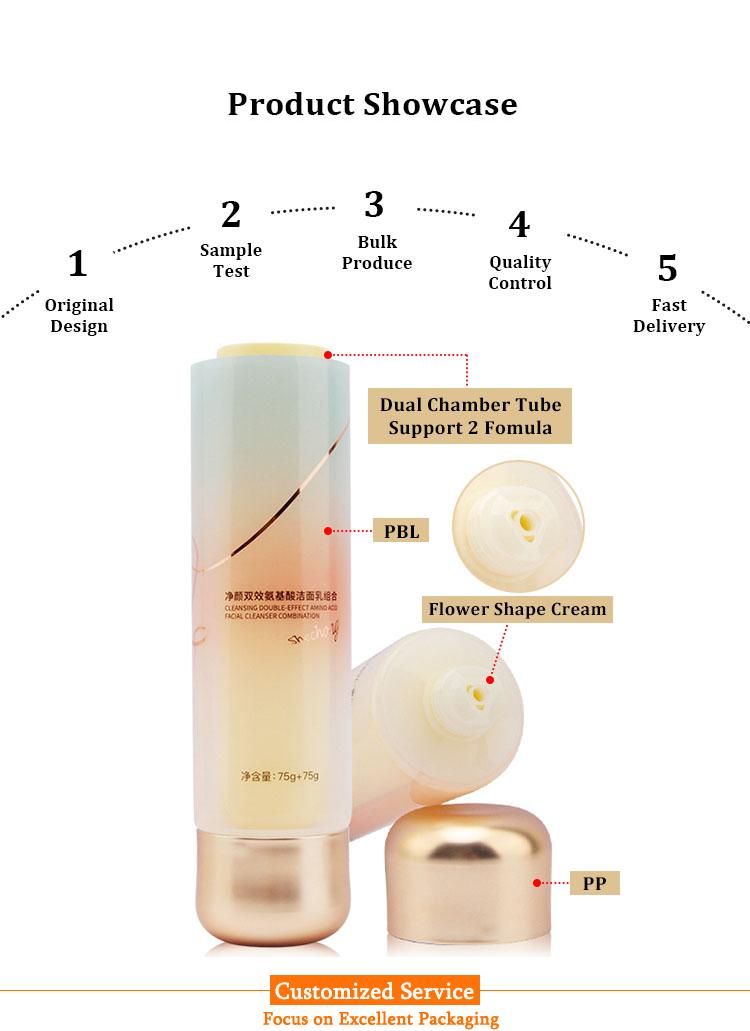 Product Showcase
1
Original
Design
2
Sample
Test
3
Bulk
Produce
4
Quality
Control
5
Fast
Delivery
Dual Chamber Tube
Support 2 Fomula
PBL
Flower Shape Cream
净颜双效氨基酸洁面乳组合
CLEANSING DOUBLE-EFFECT AMINO ACID
FACIAL CLEANSER COMBINATION
净含量：75g+75g
PP
Customized Service
Focus on Excellent Packaging